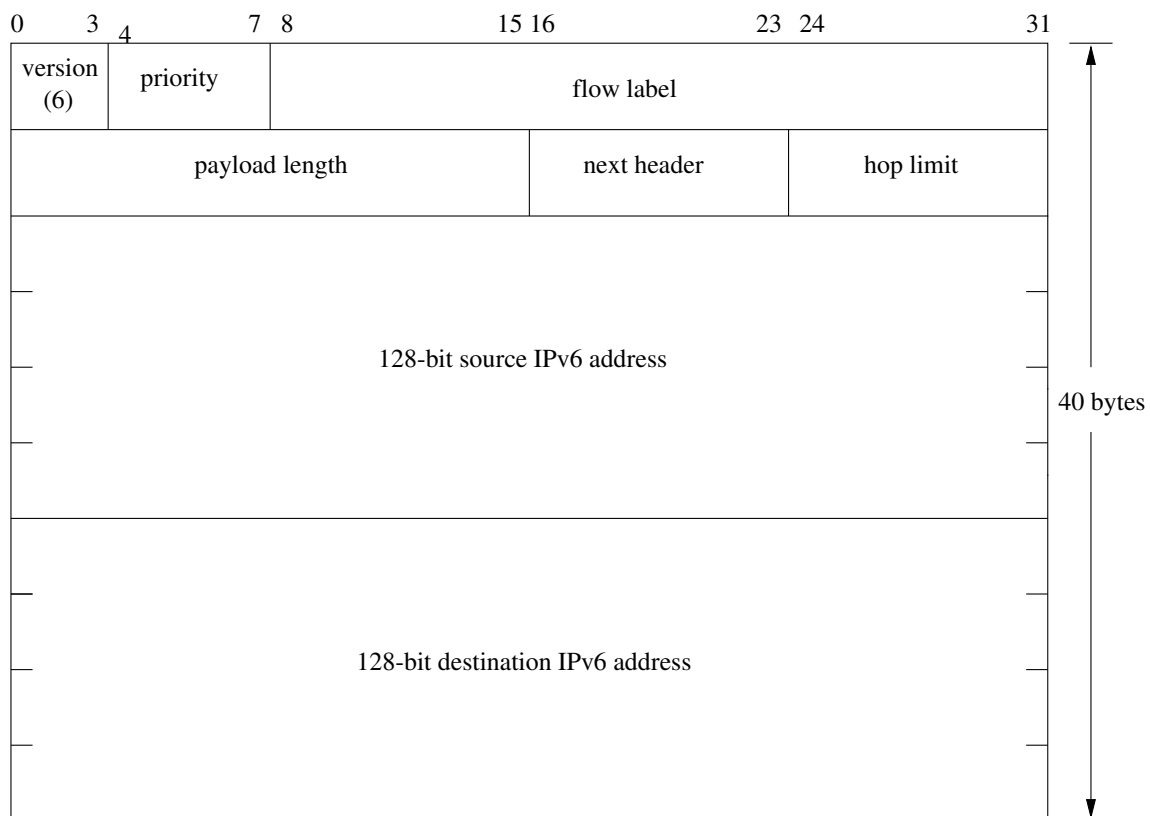 0 3 4 7 8 15 16 23 24 31
version
(6)
priority
flow label
payload length
next header
hop limit
128-bit source IPv6 address
40 bytes
128-bit destination IPv6 address